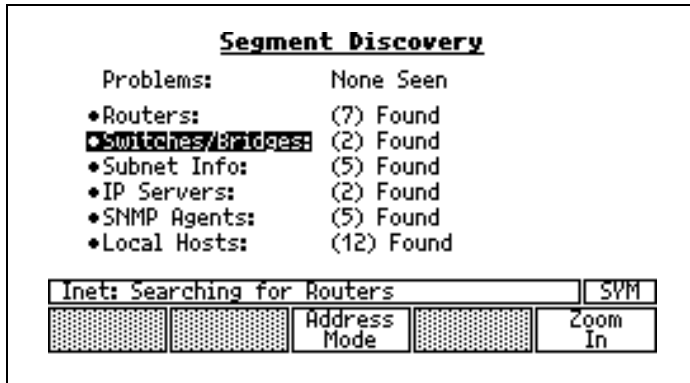 Segment Discovery
Problems: None Seen
•Routers: (7) Found
•Switches/Bridges: (2) Found
•Subnet Info: (5) Found
•IP Servers: (2) Found
•SNMP Agents: (5) Found
•Local Hosts: (12) Found
Inet: Searching for Routers SYM
Address Mode Zoom In